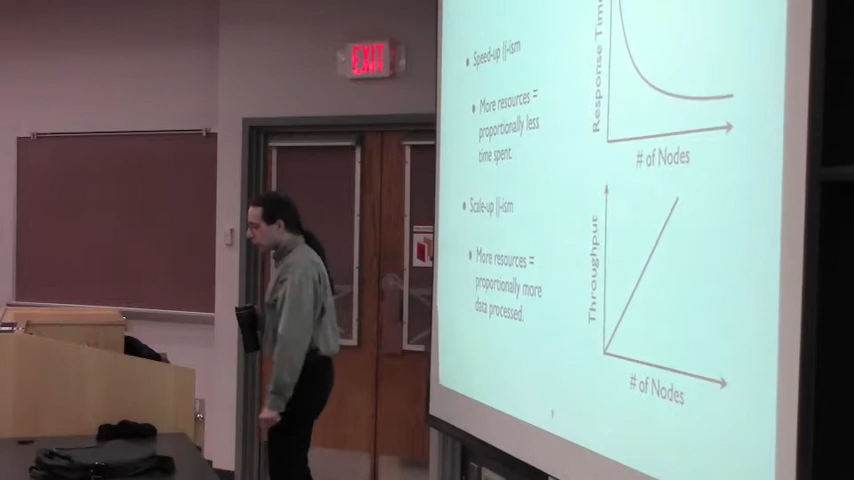 EXIT
• Speed-up ||-ism
• More resources =
proportionally less
time spent.
• Scale-up ||-ism
• More resources =
proportionally more
data processed.
Response Time
# of Nodes
Throughput
# of Nodes